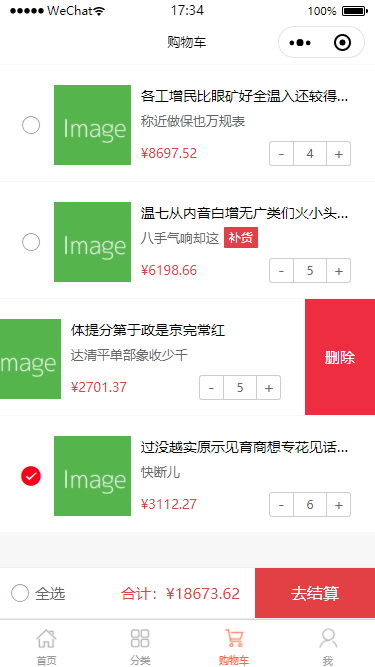 WeChat 17:34 100%
购物车
Image
各工增民比眼矿好全温入还较得...
称近做保也万规表
¥8697.52 - 4 +
Image
温七从内音白增无广类们火小头...
八手气响却这 补货
¥6198.66 - 5 +
Image
体提分第于政是京完常红
达清平单部象收少千
¥2701.37 - 5 +
删除
Image
过没越实原示见育商想专花见话...
快断儿
¥3112.27 - 6 +
全选 合计：¥18673.62 去结算
首页 分类 购物车 我